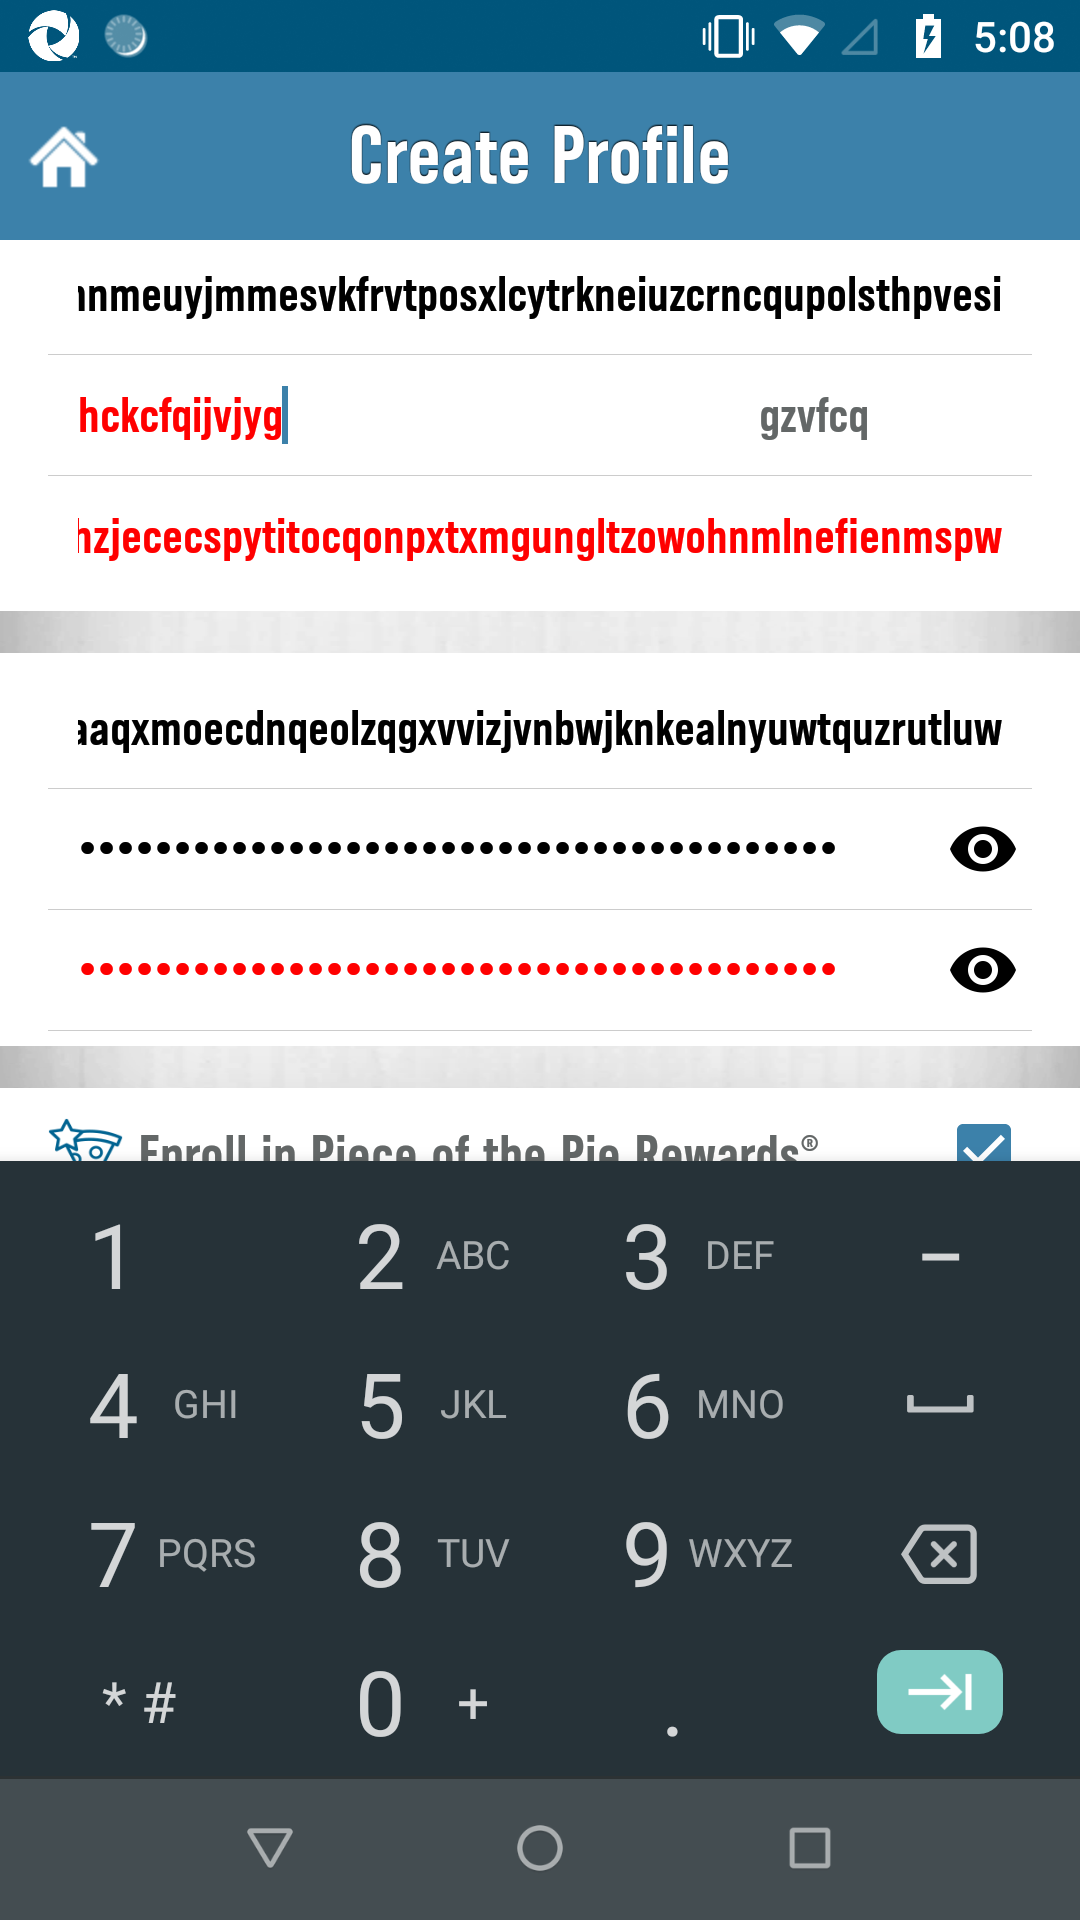 5:08
Create Profile
nmeuyjmmesvkfrvtposxlcytrkneiuzcrncqupolsthpvesi
hckcfqijvjyg gzvfcq
hzjececspytitocqonpxtxmgungltzowohnmlnefienmspw
aaqxmoecdnqeolzqgxvvizjvnbwjknkealnyuwtquzrutluw
Enroll in Piece of the Pie Rewards®
1 2 ABC 3 DEF –
4 GHI 5 JKL 6 MNO
7 PQRS 8 TUV 9 WXYZ
* # 0 + .